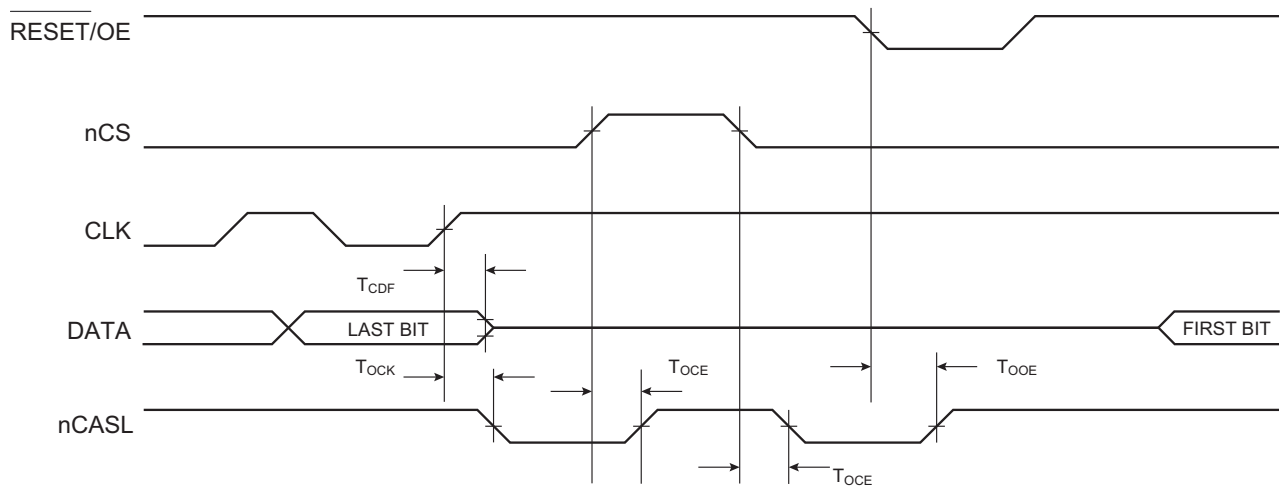 RESET/OE
nCS
CLK
TCDF
DATA
LAST BIT
FIRST BIT
TOCK
TOCE
TOOE
nCASL
TOCE